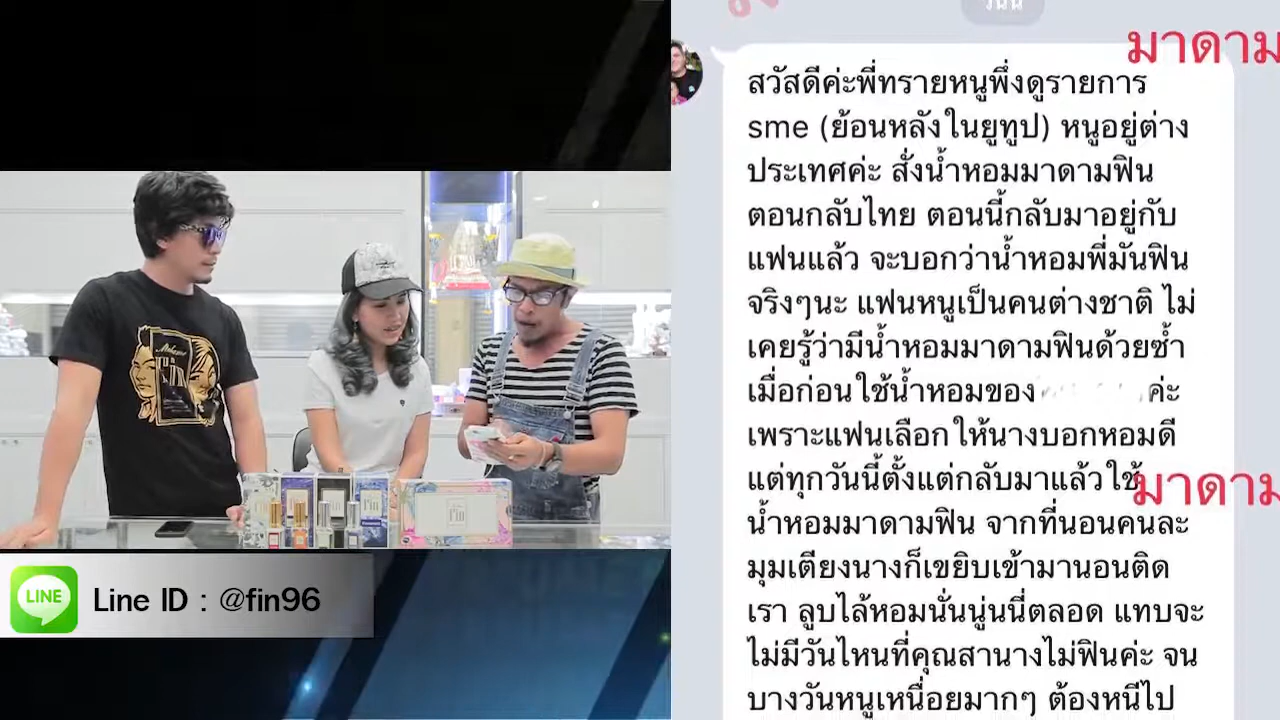 วันนี้
มาดาม
สวัสดีค่ะพี่ทรายหนูพึ่งดูรายการ
sme (ย้อนหลังในยูทูป) หนูอยู่ต่าง
ประเทศค่ะ สั่งน้ำหอมมาดามฟิน
ตอนกลับไทย ตอนนี้กลับมาอยู่กับ
แฟนแล้ว จะบอกว่าน้ำหอมพี่มันฟิน
จริงๆนะ แฟนหนูเป็นคนต่างชาติ ไม่
เคยรู้ว่ามีน้ำหอมมาดามฟินด้วยซ้ำ
เมื่อก่อนใช้น้ำหอมของ ค่ะ
เพราะแฟนเลือกให้นางบอกหอมดี
แต่ทุกวันนี้ตั้งแต่กลับมาแล้วใช้
มาดาม
น้ำหอมมาดามฟิน จากที่นอนคนละ
มุมเตียงนางก็เขยิบเข้ามานอนติด
เรา ลูบไล้หอมนั่นนู่นนี่ตลอด แทบจะ
ไม่มีวันไหนที่คุณสานางไม่ฟินค่ะ จน
บางวันหนูเหนื่อยมากๆ ต้องหนีไป
LINE
Line ID : @fin96
fin